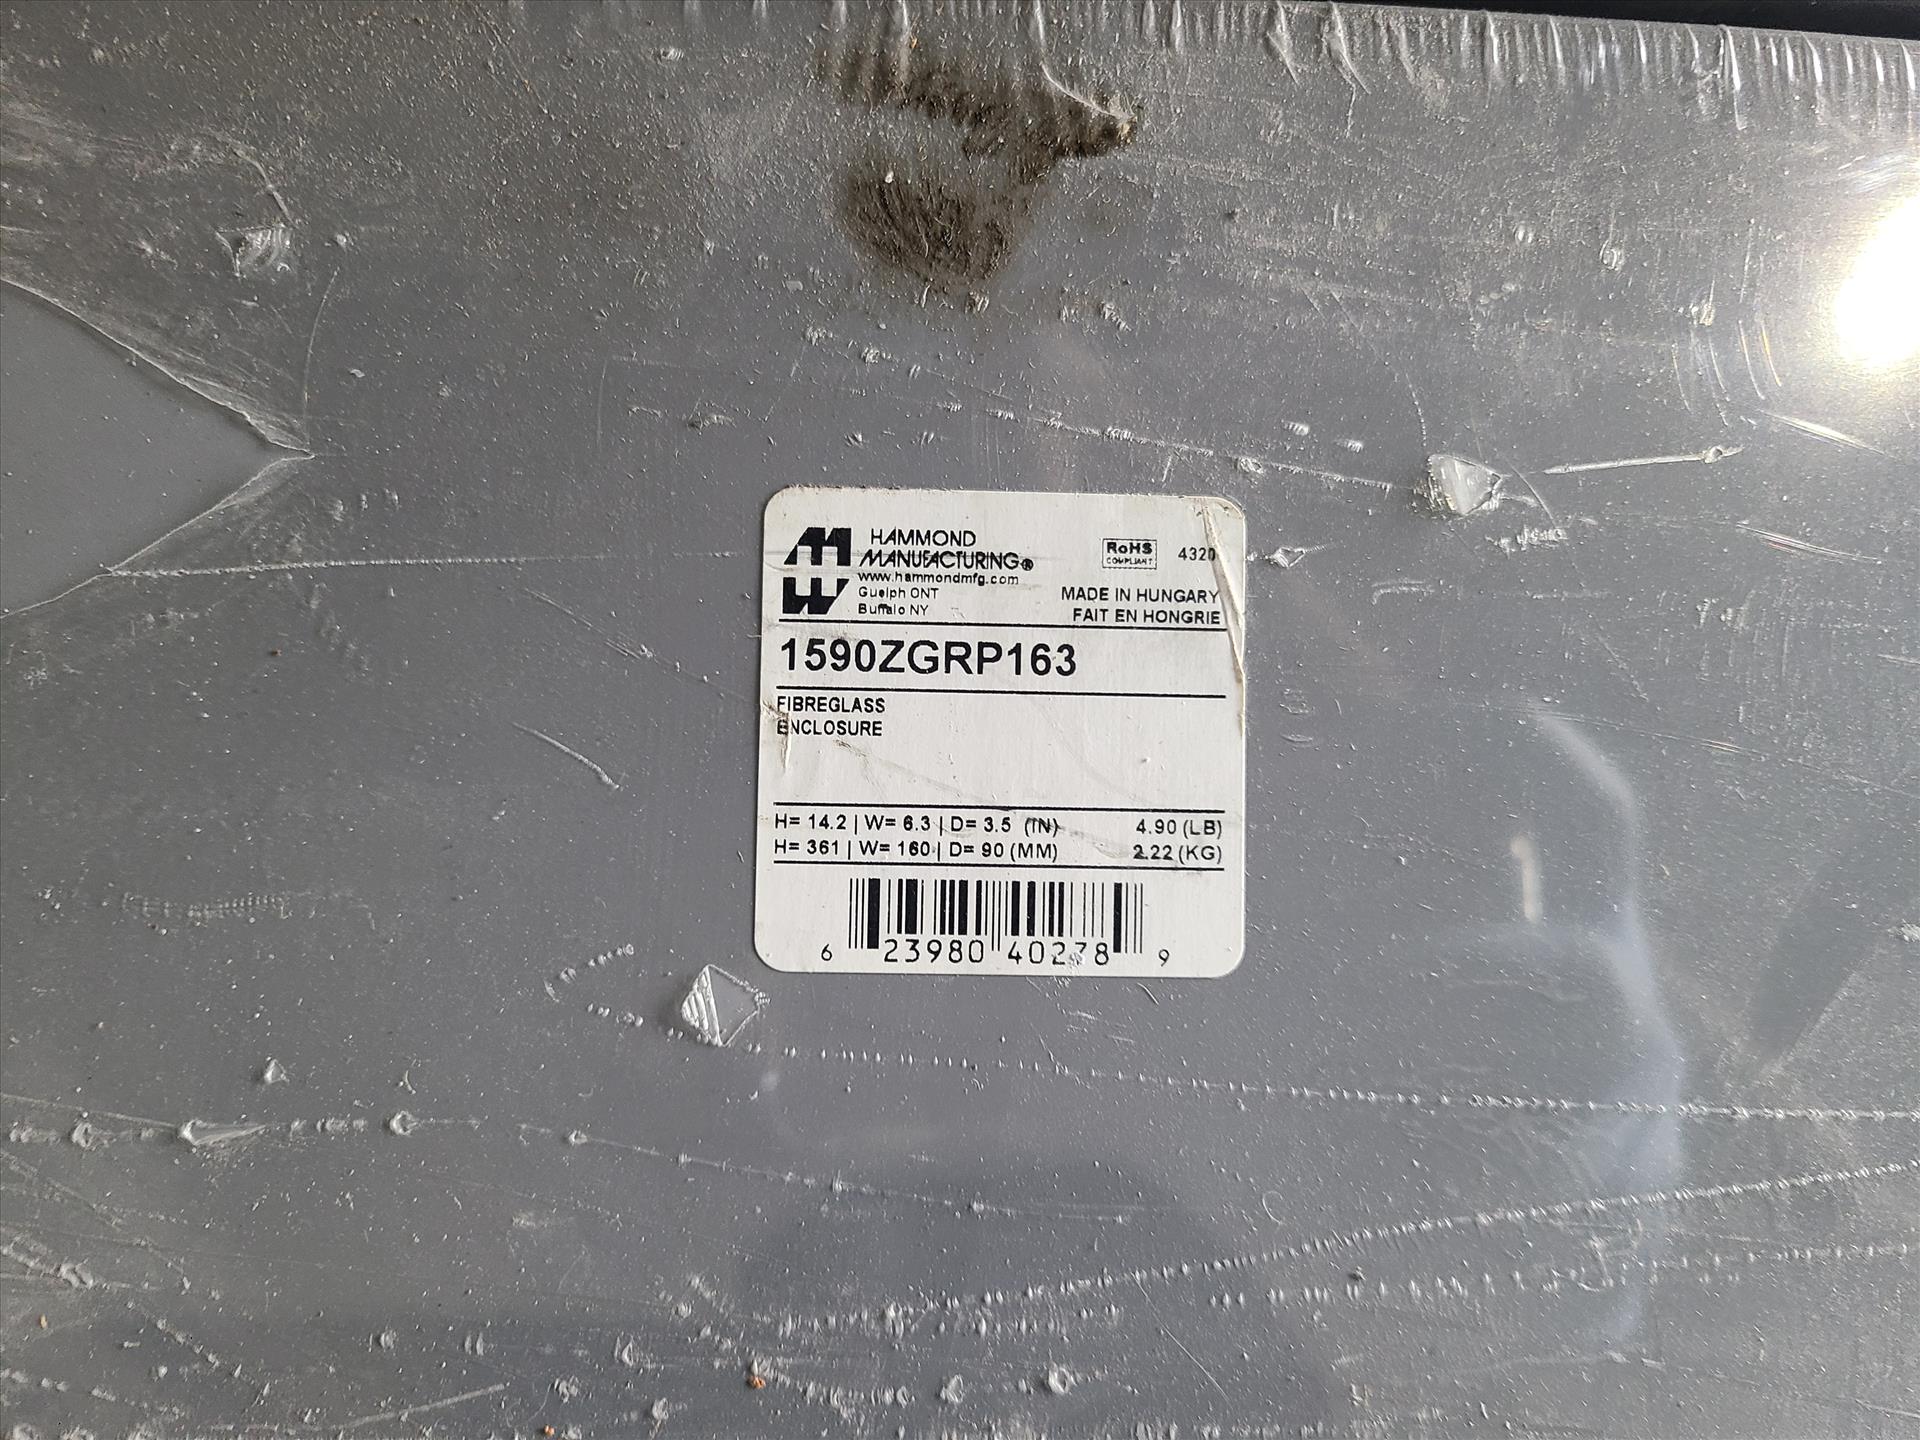 HAMMOND
MANUFACTURING®
www.hammondmfg.com
Guelph ONT
Buffalo NY
RoHS
COMPLIANT
4320
MADE IN HUNGARY
FAIT EN HONGRIE
1590ZGRP163
FIBREGLASS
ENCLOSURE
H= 14.2 | W= 6.3 | D= 3.5 (IN) 4.90 (LB)
H= 361 | W= 160 | D= 90 (MM) 2.22 (KG)
6 23980 40278 9